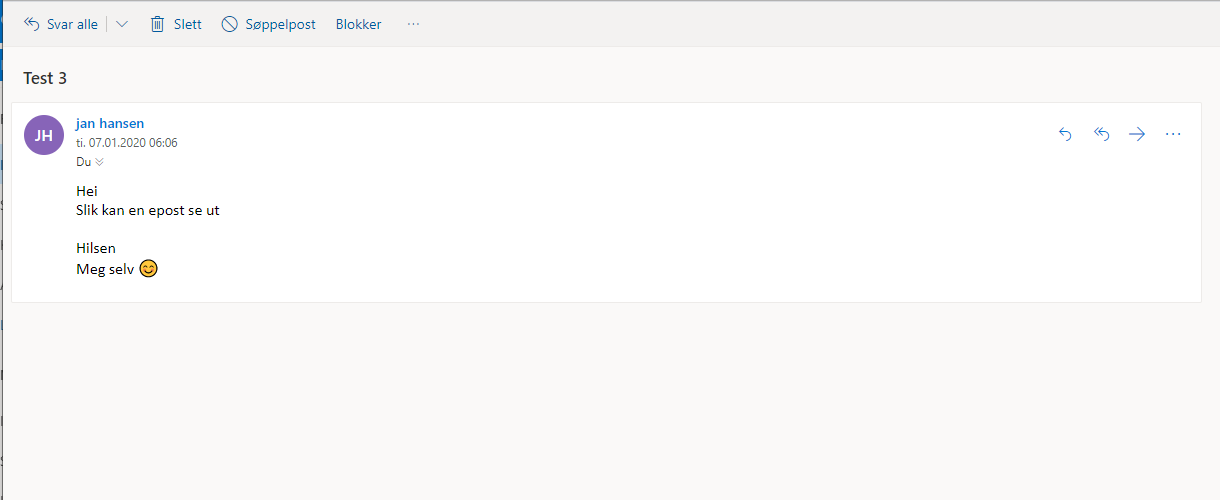 Svar alle Slett Søppelpost Blokker ...
Test 3
JH
jan hansen
ti. 07.01.2020 06:06
Du
Hei
Slik kan en epost se ut
Hilsen
Meg selv 😊